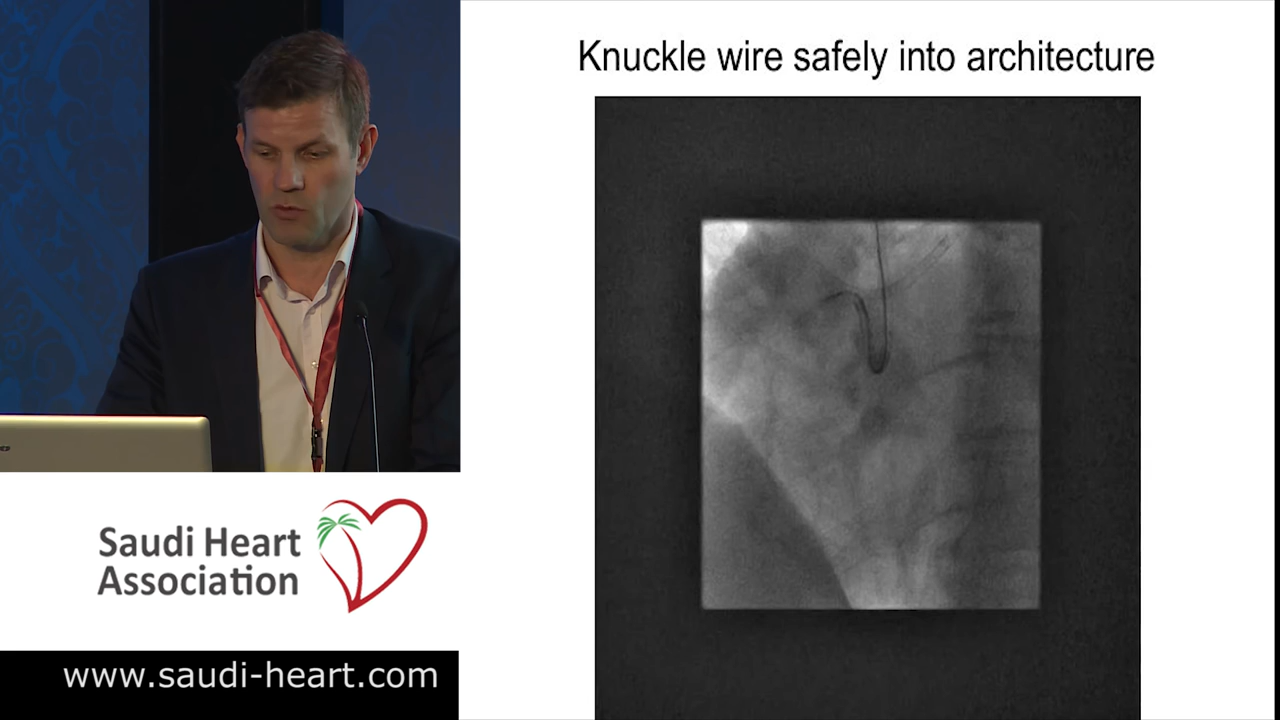 Knuckle wire safely into architecture
Saudi Heart
Association
www.saudi-heart.com